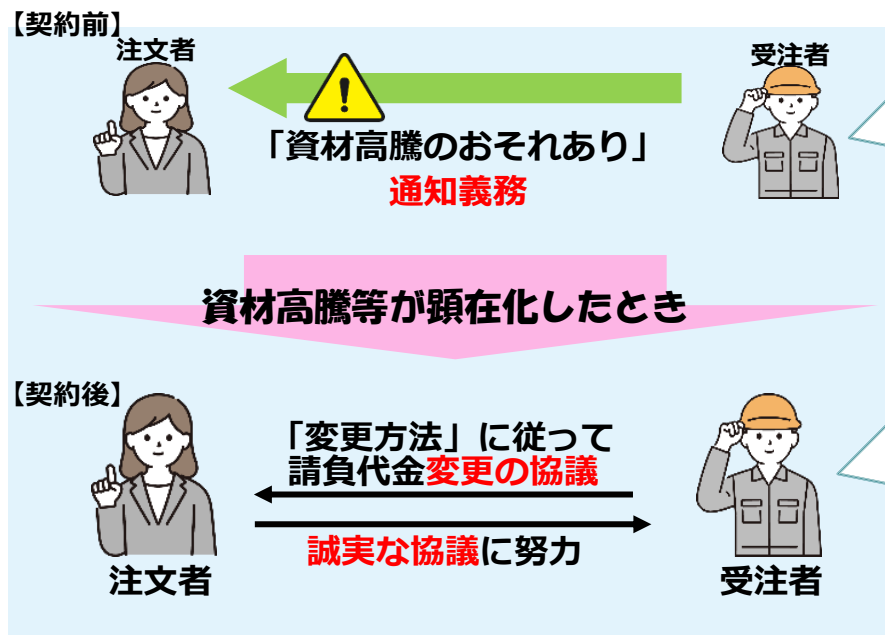 【契約前】
注文者
受注者
「資材高騰のおそれあり」
通知義務
資材高騰等が顕在化したとき
【契約後】
「変更方法」に従って
請負代金変更の協議
誠実な協議に努力
注文者
受注者